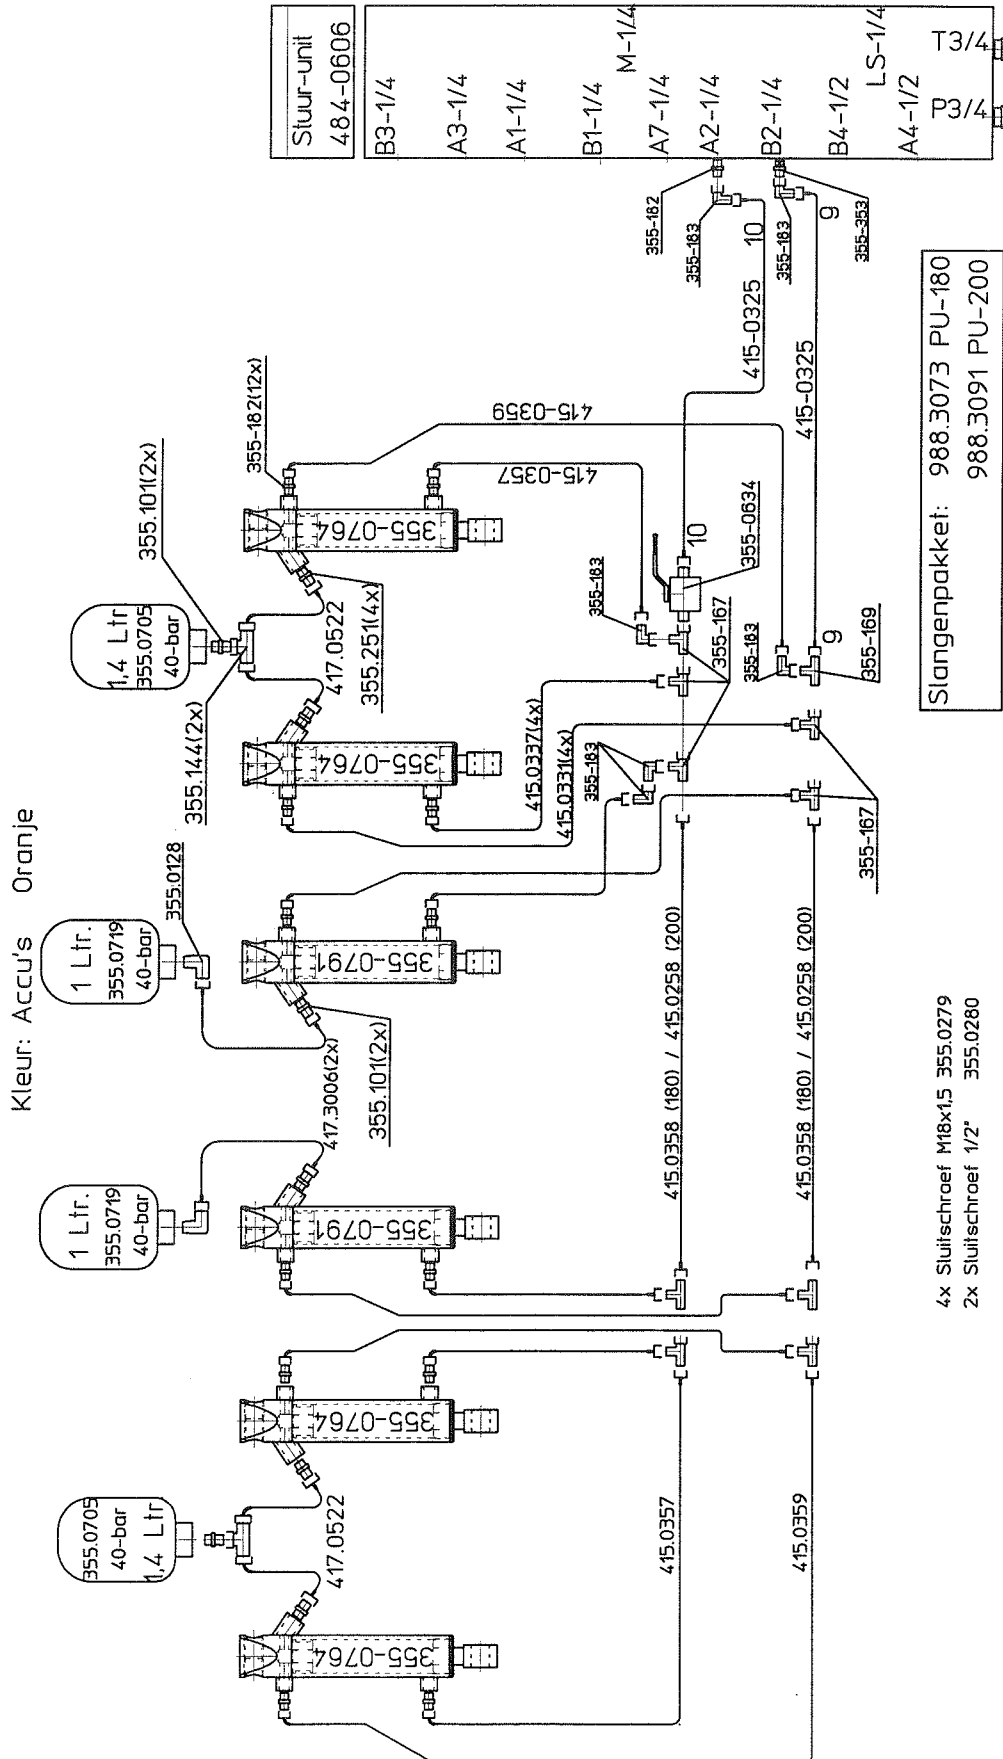 Stuur-unit
484-0606
B3-1/4
A3-1/4
A1-1/4
B1-1/4
M-1/4
A7-1/4
A2-1/4
B2-1/4
B4-1/2
LS-1/4
A4-1/2
T3/4
P3/4
355-182
355-183
10
355-183
9
355-353
415-0325
415-0325
Slangenpakket: 988.3073 PU-180
988.3091 PU-200
Kleur: Accu's Oranje
355.101(2x)
355-182(12x)
1,4 Ltr
355.0705
40-bar
355.144(2x)
417.0522
355.251(4x)
355-0764
355-0764
415-0359
415-0357
10
355-0634
355-183
355-167
355-183
9
355-169
415.0337(4x)
415.0331(4x)
355-183
355-167
355.0128
1 Ltr.
355.0719
40-bar
355-0791
417.3006(2x)
355.101(2x)
1 Ltr.
355.0719
40-bar
355-0791
415.0358 (180) / 415.0258 (200)
415.0358 (180) / 415.0258 (200)
355.0705
40-bar
1,4 Ltr
417.0522
355-0764
355-0764
415.0357
415.0359
4x Sluitschroef M18x1,5 355.0279
2x Sluitschroef 1/2" 355.0280